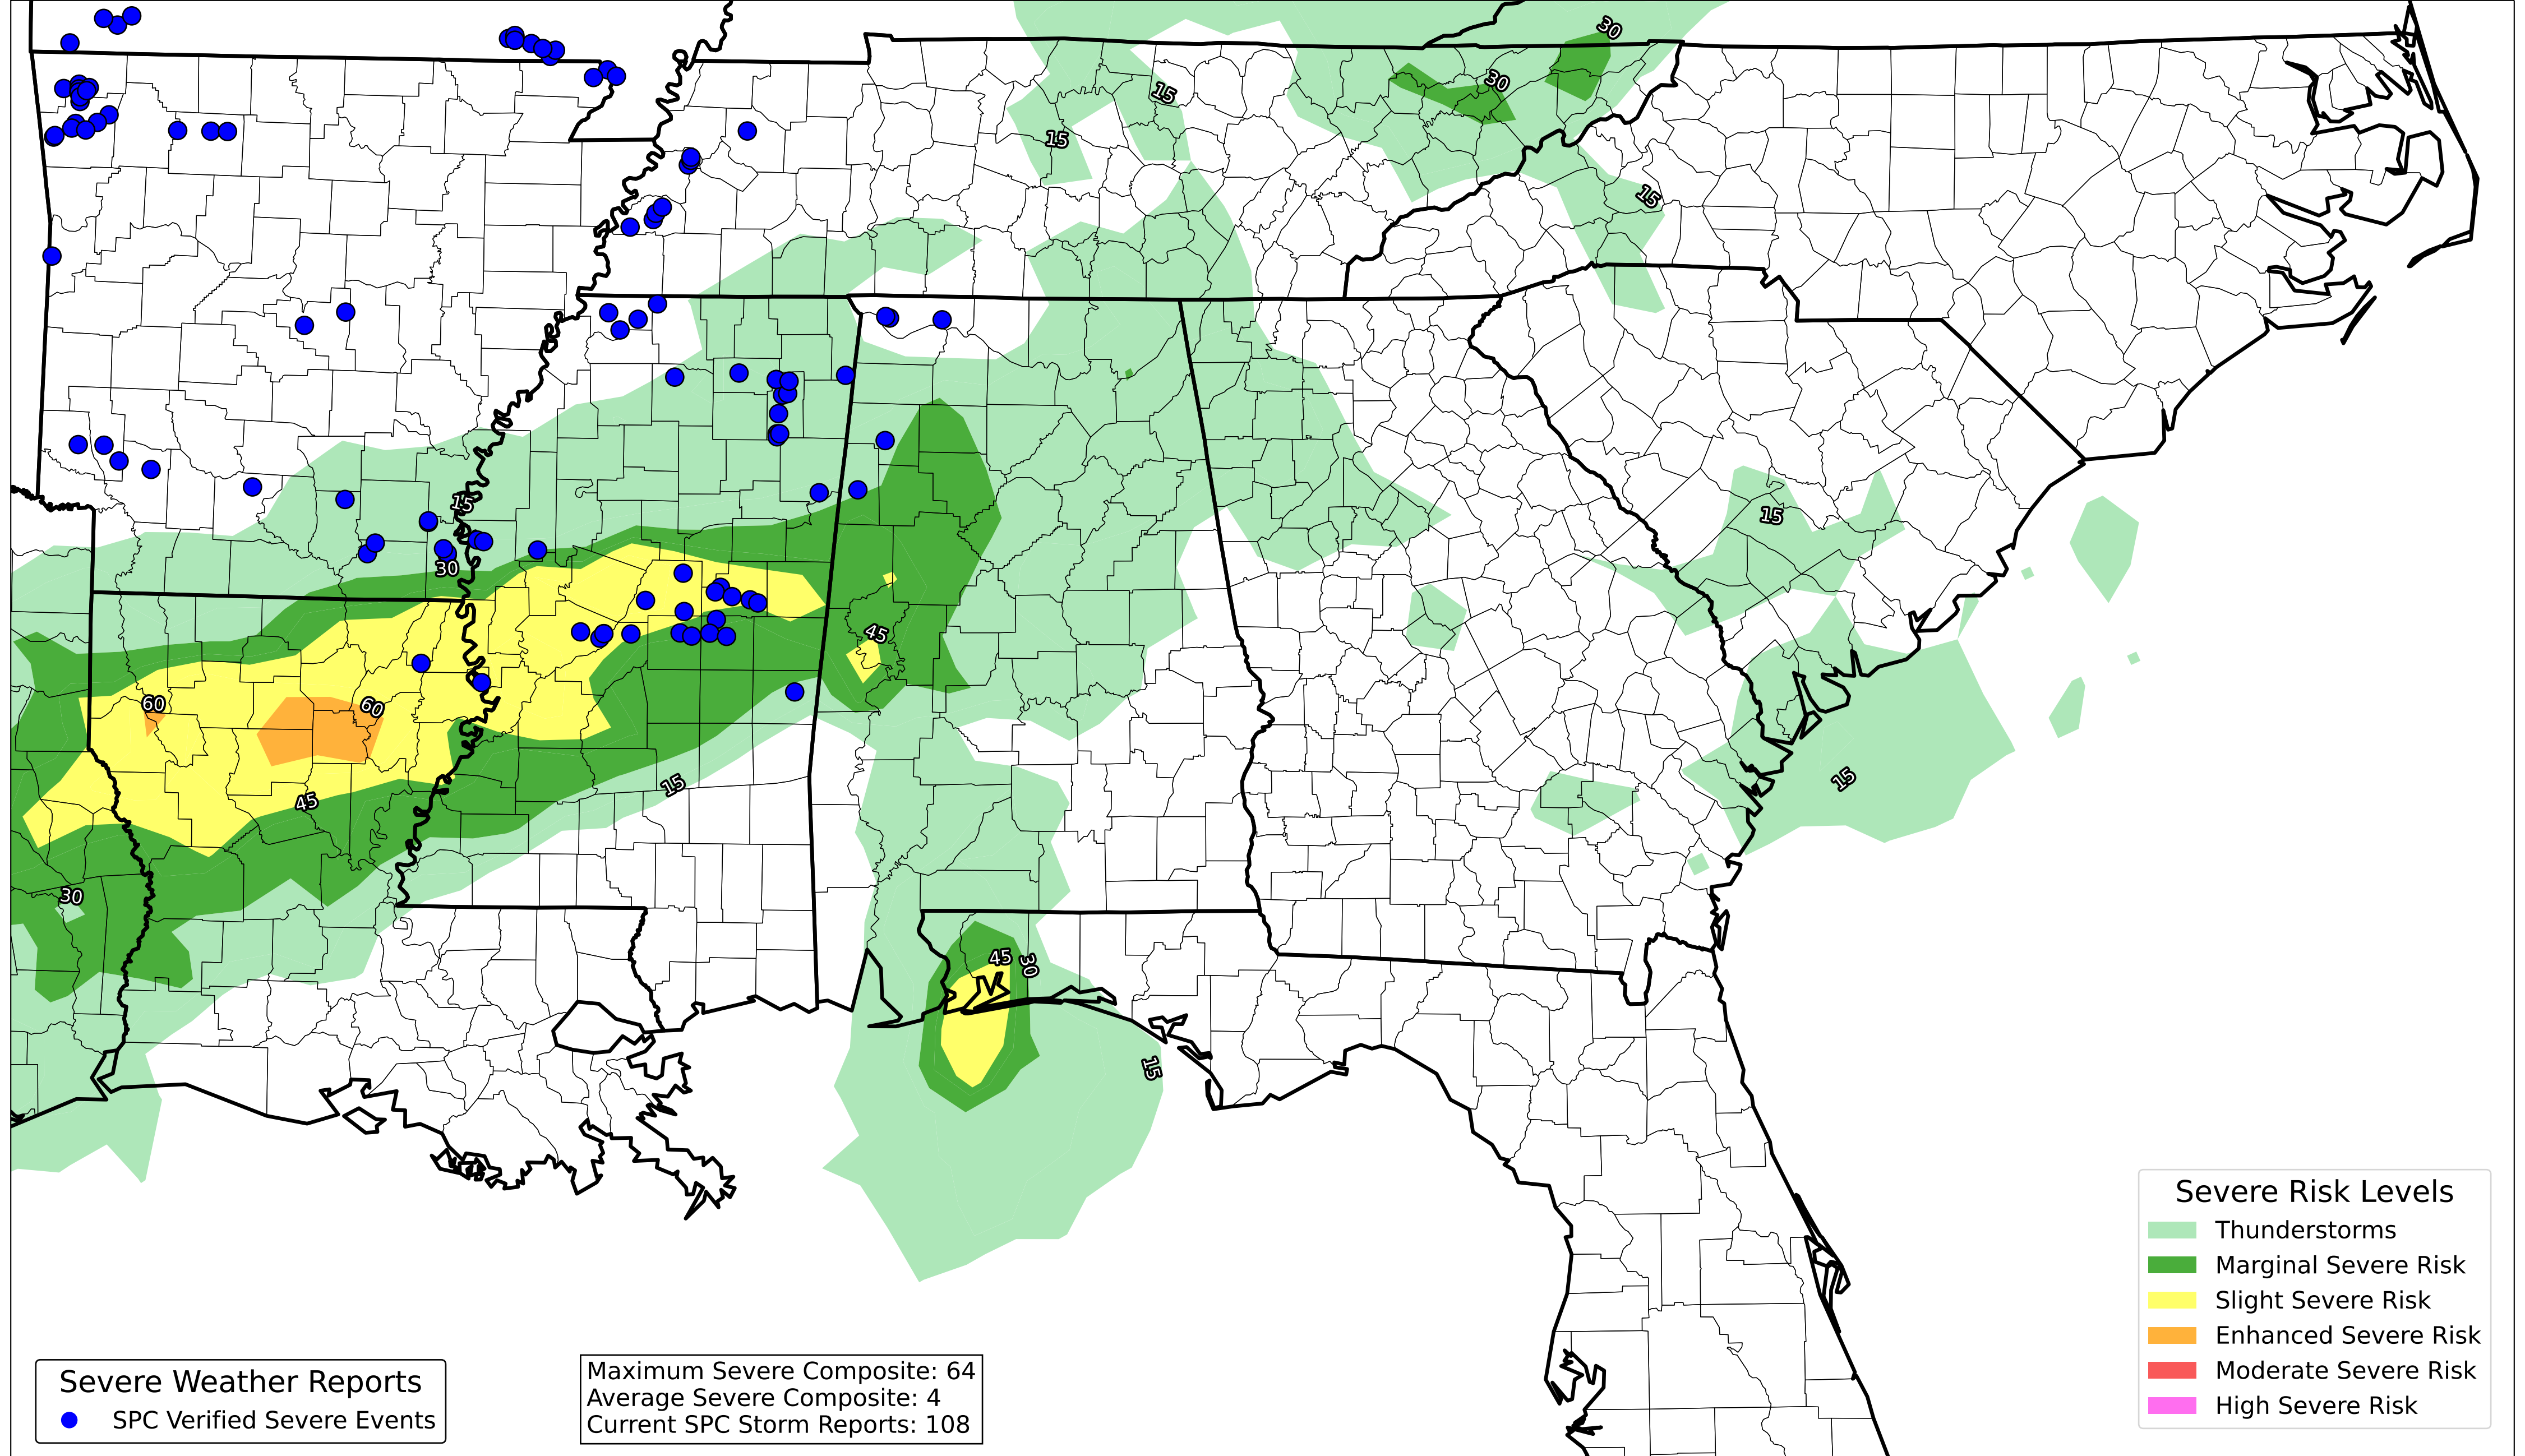 30
30
15
15
15
15
30
15
45
60
60
45
15
15
30
45
30
15
Severe Risk Levels
Thunderstorms
Marginal Severe Risk
Slight Severe Risk
Enhanced Severe Risk
Moderate Severe Risk
High Severe Risk
Severe Weather Reports
SPC Verified Severe Events
Maximum Severe Composite: 64
Average Severe Composite: 4
Current SPC Storm Reports: 108